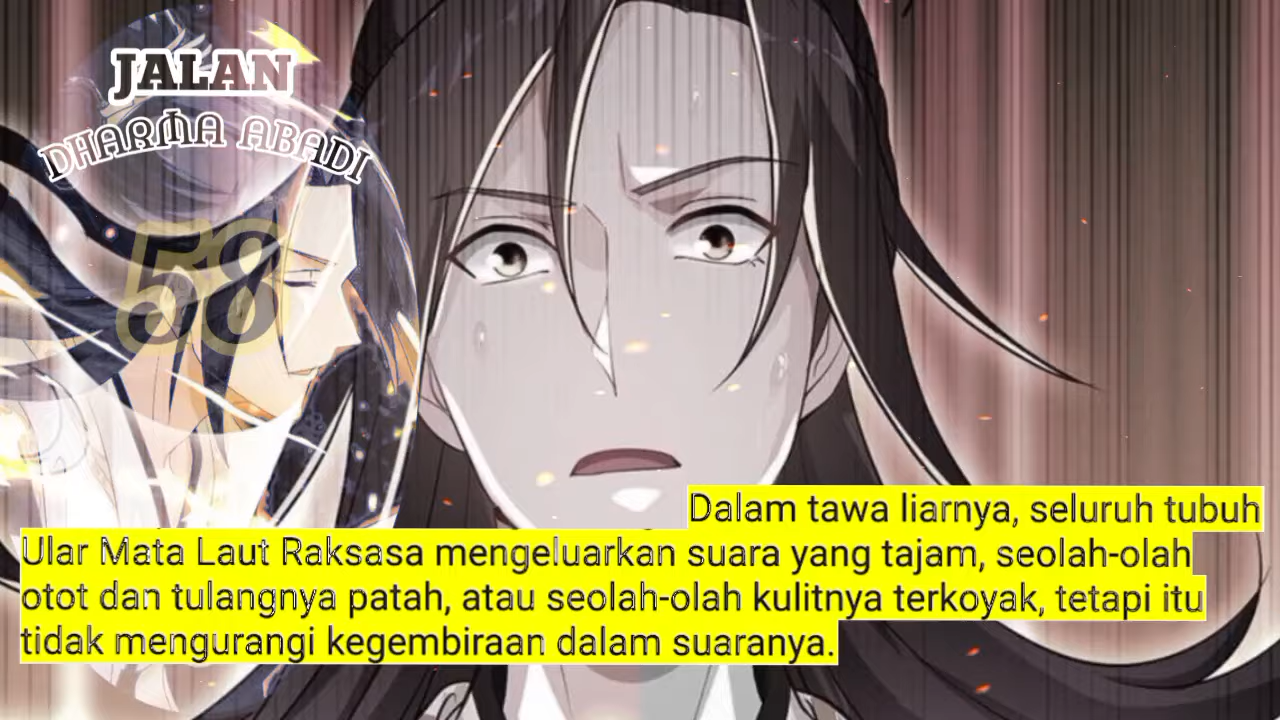 JALAN
DHARMA ABADI
58
Dalam tawa liarnya, seluruh tubuh
Ular Mata Laut Raksasa mengeluarkan suara yang tajam, seolah-olah
otot dan tulangnya patah, atau seolah-olah kulitnya terkoyak, tetapi itu
tidak mengurangi kegembiraan dalam suaranya.